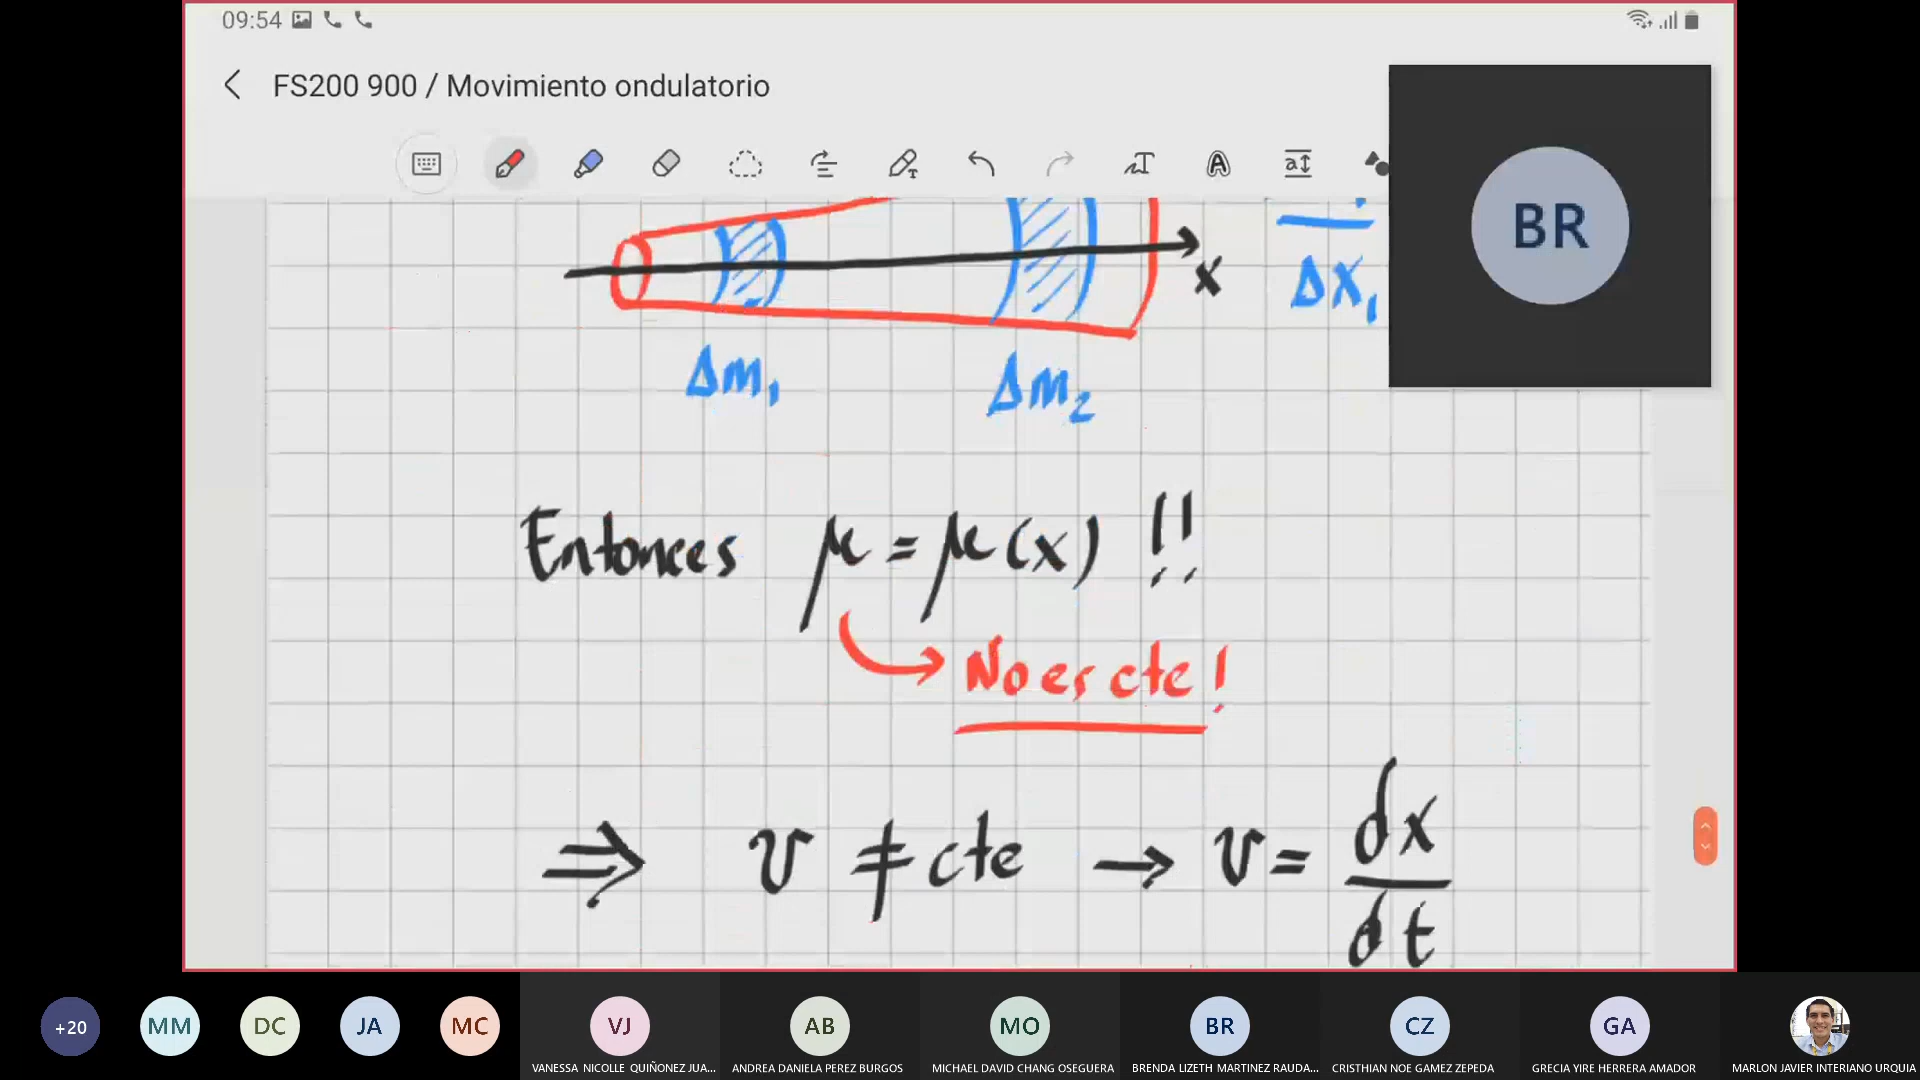 09:54
FS200 900 / Movimiento ondulatorio
BR
x
Δx₁
Δm₁
Δm₂
Entonces μ = μ(x) !!
No es cte!
⇒ v ≠ cte → v = dx/dt
+20
MM
DC
JA
MC
VJ
VANESSA NICOLLE QUIÑONEZ JUA...
AB
ANDREA DANIELA PEREZ BURGOS
MO
MICHAEL DAVID CHANG OSEGUERA
BR
BRENDA LIZETH MARTINEZ RAUDA...
CZ
CRISTHIAN NOE GAMEZ ZEPEDA
GA
GRECIA YIRE HERRERA AMADOR
MARLON JAVIER INTERIANO URQUIA